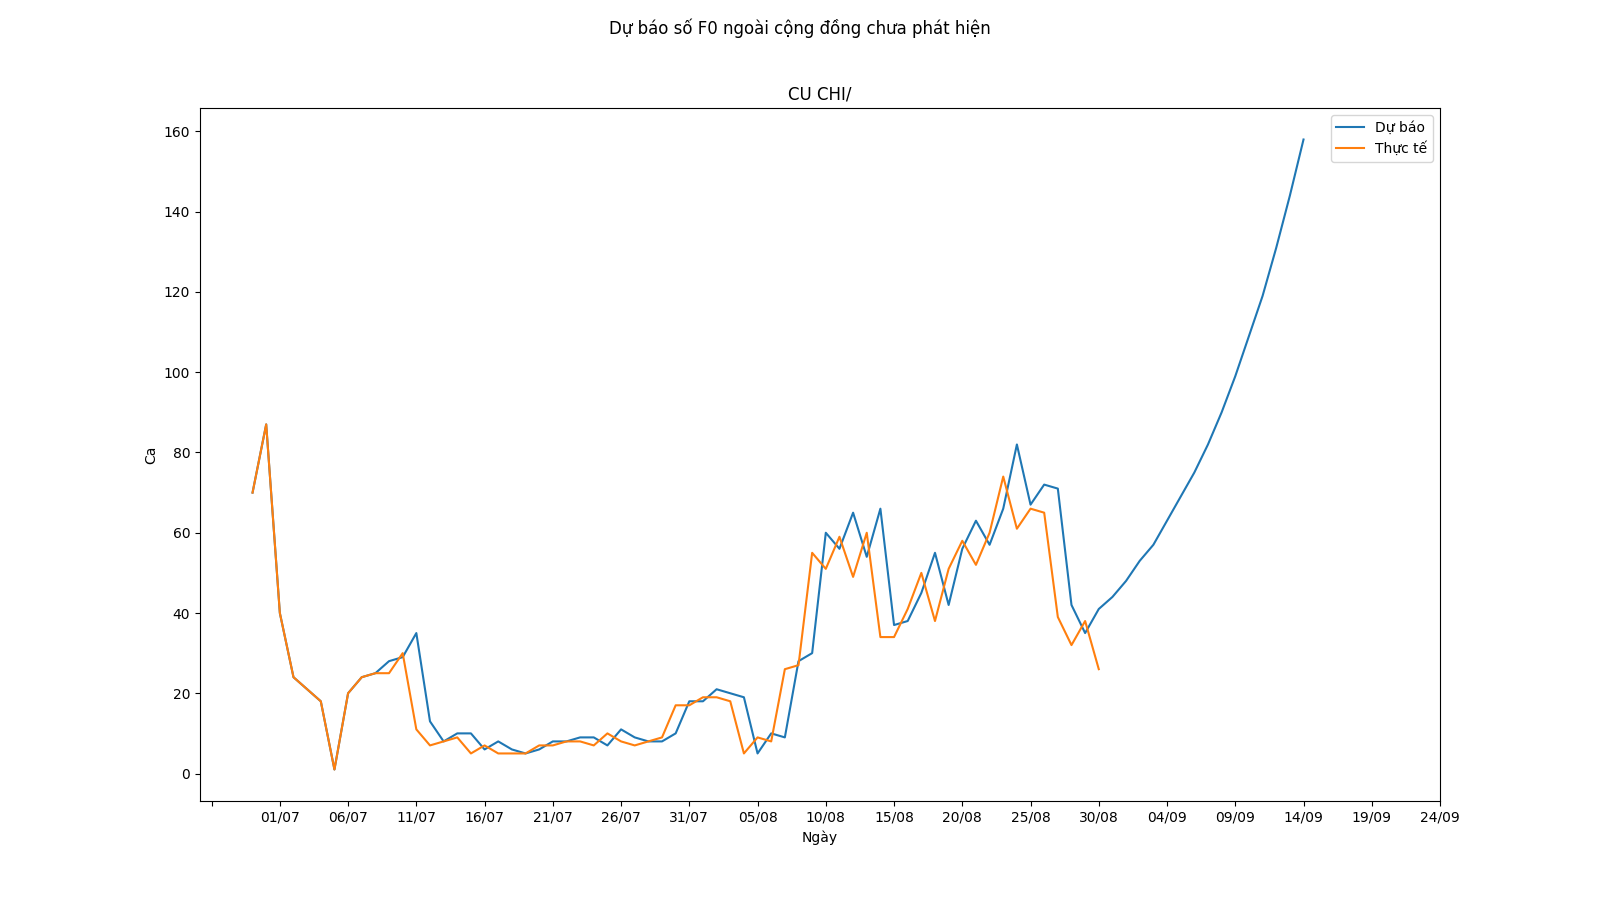 Dự báo số F0 ngoài cộng đồng chưa phát hiện
CU CHI/
Dự báo
Thực tế
160
140
120
100
80
60
40
20
0
Ca
01/07 06/07 11/07 16/07 21/07 26/07 31/07 05/08 10/08 15/08 20/08 25/08 30/08 04/09 09/09 14/09 19/09 24/09
Ngày